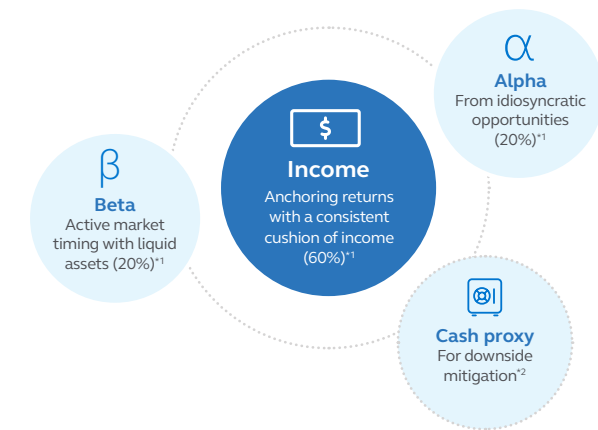 α
Alpha
From idiosyncratic
opportunities
(20%)*1
$
Income
Anchoring returns
with a consistent
cushion of income
(60%)*1
β
Beta
Active market
timing with liquid
assets (20%)*1
Cash proxy
For downside
mitigation*2